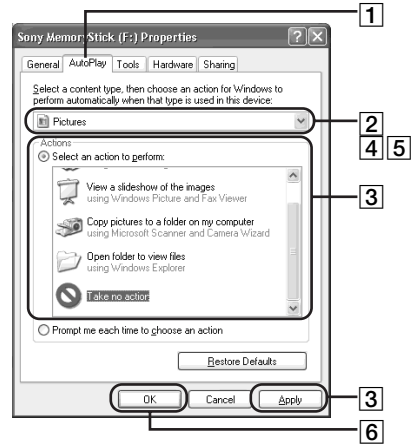 1
Sony MemoryStick (F:) Properties
General AutoPlay Tools Hardware Sharing
Select a content type, then choose an action for Windows to
perform automatically when that type is used in this device:
Pictures
2
4 5
Actions
Select an action to perform:
View a slideshow of the images
using Windows Picture and Fax Viewer
3
Copy pictures to a folder on my computer
using Microsoft Scanner and Camera Wizard
Open folder to view files
using Windows Explorer
Take no action
Prompt me each time to choose an action
Restore Defaults
OK Cancel Apply
3
6